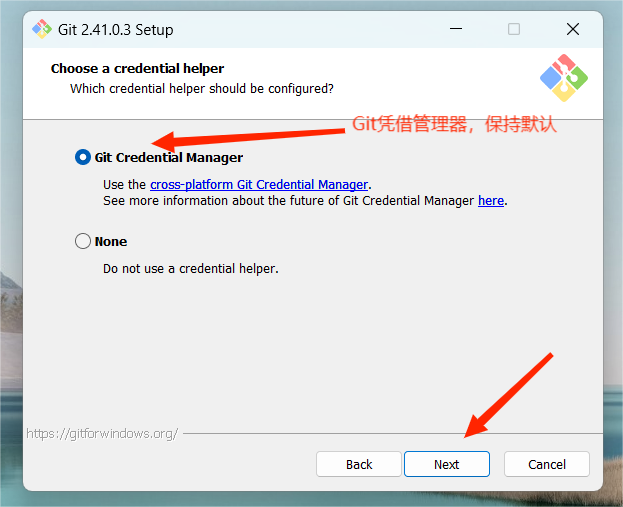 Git 2.41.0.3 Setup
Choose a credential helper
Which credential helper should be configured?
Git凭借管理器，保持默认
Git Credential Manager
Use the cross-platform Git Credential Manager.
See more information about the future of Git Credential Manager here.
None
Do not use a credential helper.
https://gitforwindows.org/
Back
Next
Cancel